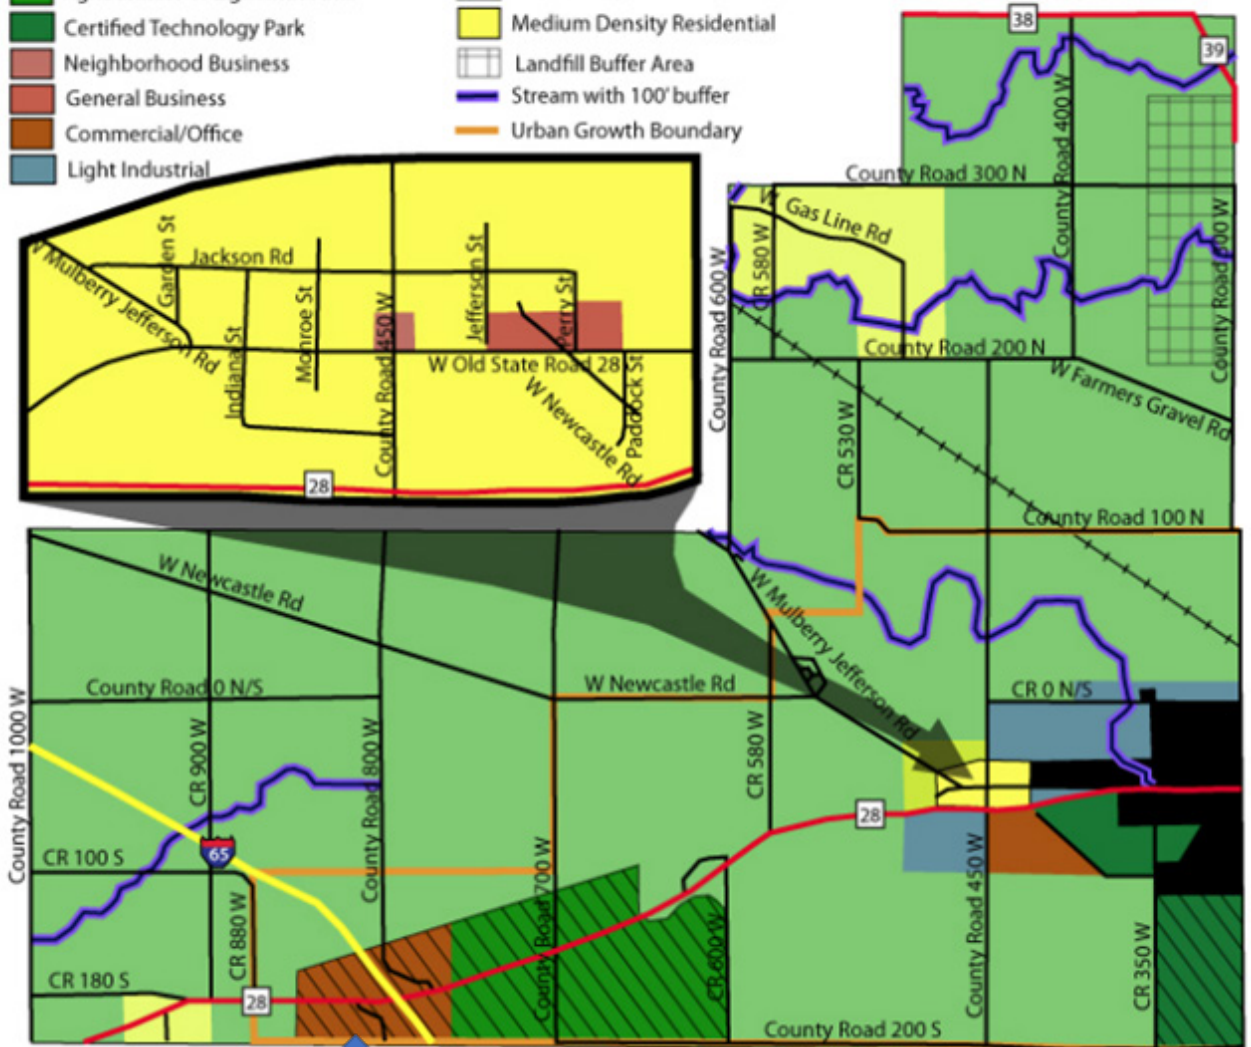 Certified Technology Park
Neighborhood Business
General Business
Commercial/Office
Light Industrial
Medium Density Residential
Landfill Buffer Area
Stream with 100' buffer
Urban Growth Boundary
38
39
County Road 400 W
County Road 300 N
W Gas Line Rd
CR 580 W
County Road 600 W
County Road 200 N
W Farmers Gravel Rd
CR 530 W
County Road 100 N
W Mulberry Jefferson Rd
Garden St
Jackson Rd
Indiana St
Monroe St
County Road 450 W
Jefferson St
Perry St
W Old State Road 28
W Newcastle Rd
Paddock St
28
W Newcastle Rd
County Road 0 N/S
County Road 1000 W
CR 900 W
County Road 800 W
W Newcastle Rd
W Mulberry Jefferson Rd
CR 0 N/S
CR 580 W
28
65
CR 100 S
CR 880 W
CR 180 S
28
County Road 700 W
CR 600 W
County Road 450 W
CR 350 W
County Road 200 S